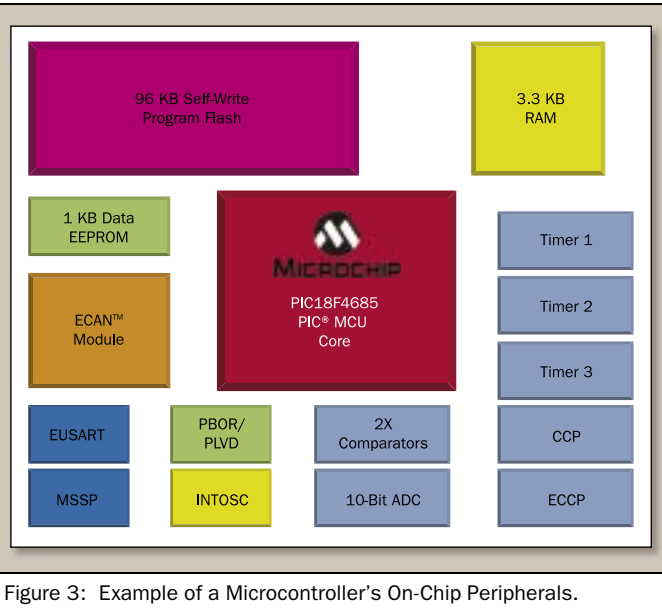 96 KB Self-Write
Program Flash
3.3 KB
RAM
1 KB Data
EEPROM
MICROCHIP
PIC18F4685
PIC® MCU
Core
Timer 1
ECAN™
Module
Timer 2
Timer 3
EUSART
PBOR/
PLVD
2X
Comparators
CCP
MSSP
INTOSC
10-Bit ADC
ECCP
Figure 3: Example of a Microcontroller's On-Chip Peripherals.